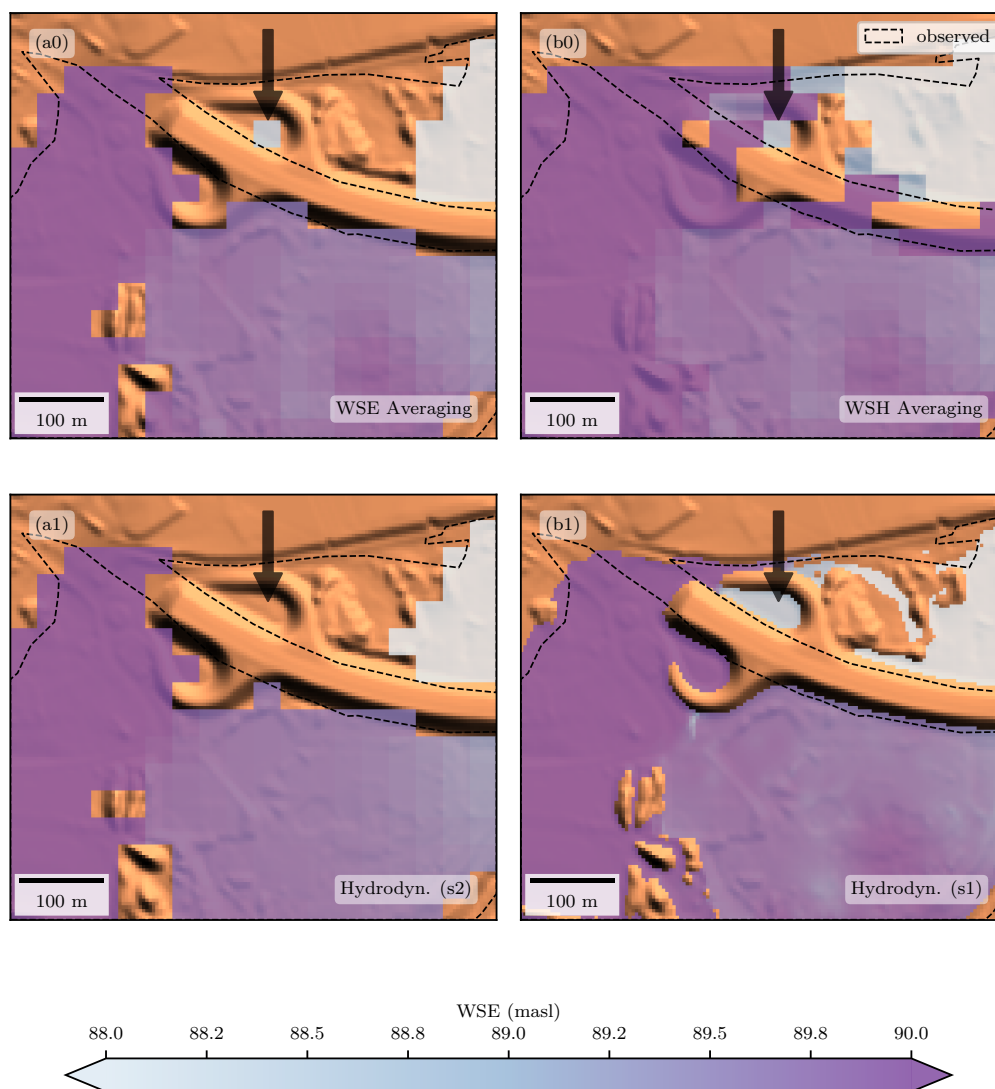 (a0)
(b0)
observed
100 m
WSE Averaging
100 m
WSH Averaging
(a1)
(b1)
100 m
Hydrodyn. (s2)
100 m
Hydrodyn. (s1)
WSE (masl)
88.0 88.2 88.5 88.8 89.0 89.2 89.5 89.8 90.0